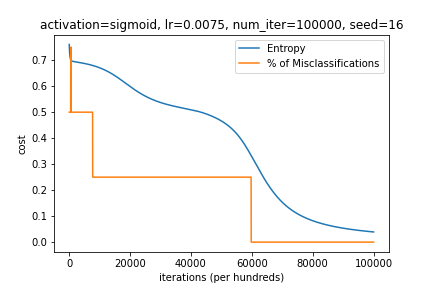 activation=sigmoid, lr=0.0075, num_iter=100000, seed=16
Entropy
% of Misclassifications
cost
0.7
0.6
0.5
0.4
0.3
0.2
0.1
0.0
0 20000 40000 60000 80000 100000
iterations (per hundreds)